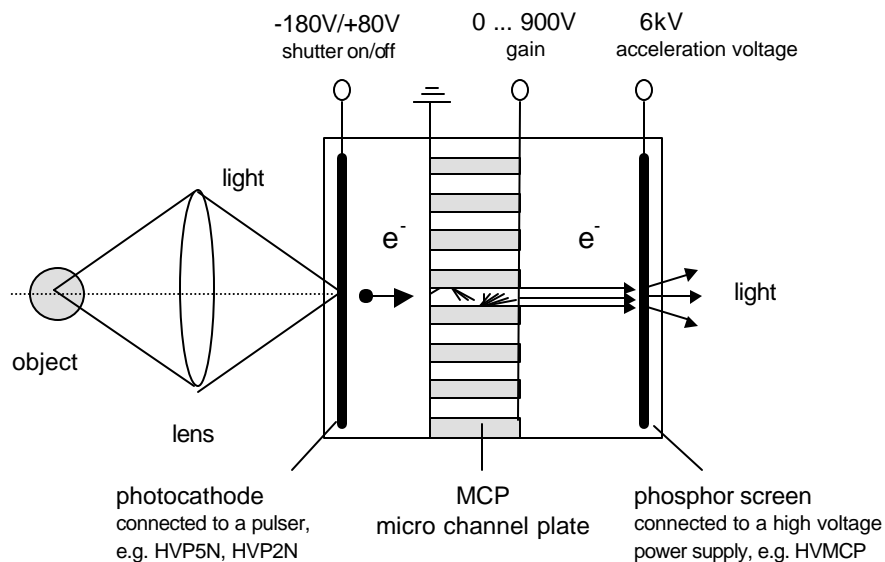 -180V/+80V
shutter on/off
0 ... 900V
gain
6kV
acceleration voltage
light
e-
e-
light
object
lens
photocathode
connected to a pulser,
e.g. HVP5N, HVP2N
MCP
micro channel plate
phosphor screen
connected to a high voltage
power supply, e.g. HVMCP